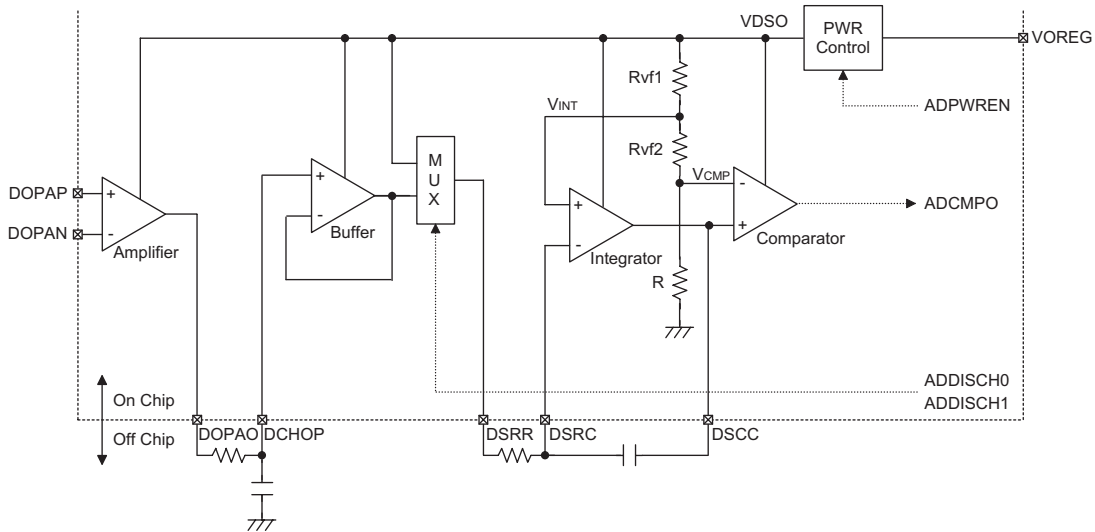 VDSO
PWR
Control
VOREG
Rvf1
VINT
ADPWREN
M
U
X
Rvf2
DOPAP
+
VCMP
-
DOPAN
+
-
Amplifier
+
-
Buffer
+
-
Integrator
+
Comparator
ADCMPO
R
On Chip
Off Chip
ADDISCH0
ADDISCH1
DOPAO
DCHOP
DSRR
DSRC
DSCC